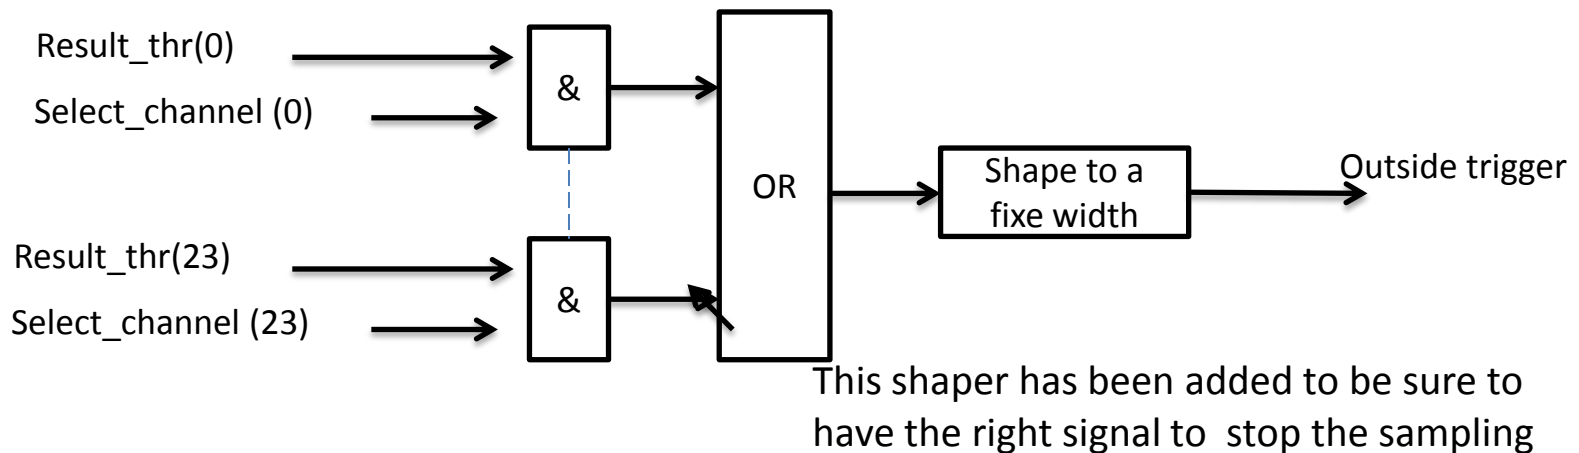 Result_thr(0)
Select_channel (0)
&
OR
Shape to a
fixe width
Outside trigger
Result_thr(23)
Select_channel (23)
&
This shaper has been added to be sure to
have the right signal to  stop the sampling